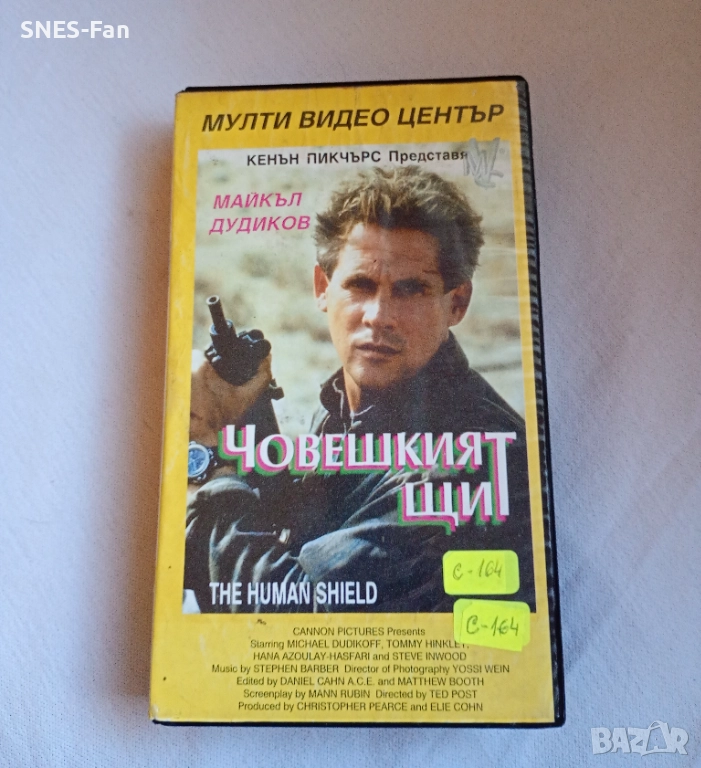 SNES-Fan
МУЛТИ ВИДЕО ЦЕНТЪР
КЕНЪН ПИКЧЪРС Представя
МАЙКЪЛ
ДУДИКОВ
ЧОВЕШКИЯТ
ЩИТ
THE HUMAN SHIELD
с-164
с-164
CANNON PICTURES Presents
Starring MICHAEL DUDIKOFF, TOMMY HINKLEY,
HANA AZOULAY-HASFARI and STEVE INWOOD
Music by STEPHEN BARBER Director of Photography YOSSI WEIN
Edited by DANIEL CAHN A.C.E. and MATTHEW BOOTH
Screenplay by MANN RUBIN Directed by TED POST
Produced by CHRISTOPHER PEARCE and ELIE COHN
BAZAR